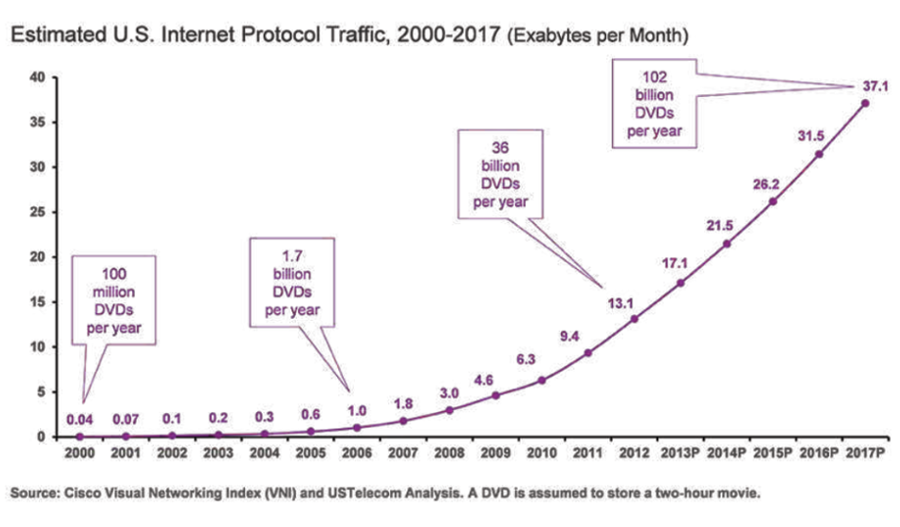 Estimated U.S. Internet Protocol Traffic, 2000-2017 (Exabytes per Month)
40
35
30
25
20
15
10
5
0
100
million
DVDs
per year
1.7
billion
DVDs
per year
36
billion
DVDs
per year
102
billion
DVDs
per year
0.04 0.07 0.1 0.2 0.3 0.6 1.0 1.8 3.0 4.6 6.3 9.4 13.1 17.1 21.5 26.2 31.5 37.1
2000 2001 2002 2003 2004 2005 2006 2007 2008 2009 2010 2011 2012 2013P 2014P 2015P 2016P 2017P
Source: Cisco Visual Networking Index (VNI) and USTelecom Analysis. A DVD is assumed to store a two-hour movie.